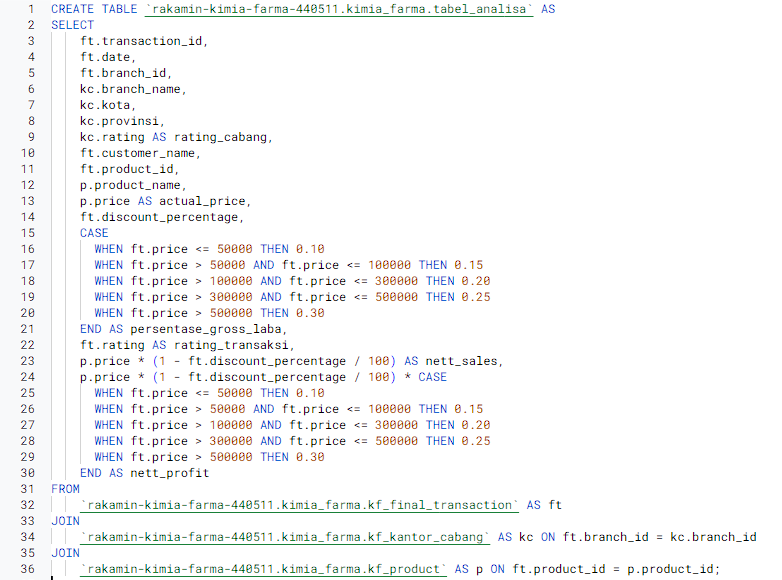 1 CREATE TABLE `rakamin-kimia-farma-440511.kimia_farma.tabel_analisa` AS
2 SELECT
3 ft.transaction_id,
4 ft.date,
5 ft.branch_id,
6 kc.branch_name,
7 kc.kota,
8 kc.provinsi,
9 kc.rating AS rating_cabang,
10 ft.customer_name,
11 ft.product_id,
12 p.product_name,
13 p.price AS actual_price,
14 ft.discount_percentage,
15 CASE
16 WHEN ft.price <= 50000 THEN 0.10
17 WHEN ft.price > 50000 AND ft.price <= 100000 THEN 0.15
18 WHEN ft.price > 100000 AND ft.price <= 300000 THEN 0.20
19 WHEN ft.price > 300000 AND ft.price <= 500000 THEN 0.25
20 WHEN ft.price > 500000 THEN 0.30
21 END AS persentase_gross_laba,
22 ft.rating AS rating_transaksi,
23 p.price * (1 - ft.discount_percentage / 100) AS nett_sales,
24 p.price * (1 - ft.discount_percentage / 100) * CASE
25 WHEN ft.price <= 50000 THEN 0.10
26 WHEN ft.price > 50000 AND ft.price <= 100000 THEN 0.15
27 WHEN ft.price > 100000 AND ft.price <= 300000 THEN 0.20
28 WHEN ft.price > 300000 AND ft.price <= 500000 THEN 0.25
29 WHEN ft.price > 500000 THEN 0.30
30 END AS nett_profit
31 FROM
32 `rakamin-kimia-farma-440511.kimia_farma.kf_final_transaction` AS ft
33 JOIN
34 `rakamin-kimia-farma-440511.kimia_farma.kf_kantor_cabang` AS kc ON ft.branch_id = kc.branch_id
35 JOIN
36 `rakamin-kimia-farma-440511.kimia_farma.kf_product` AS p ON ft.product_id = p.product_id;